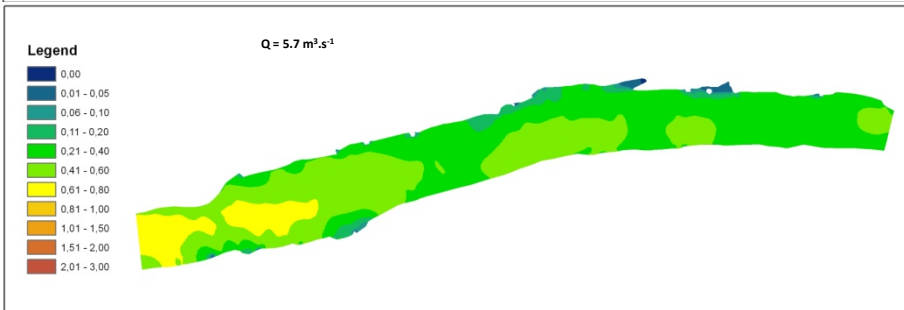 Q = 5.7 m³.s⁻¹
Legend
0,00
0,01 - 0,05
0,06 - 0,10
0,11 - 0,20
0,21 - 0,40
0,41 - 0,60
0,61 - 0,80
0,81 - 1,00
1,01 - 1,50
1,51 - 2,00
2,01 - 3,00